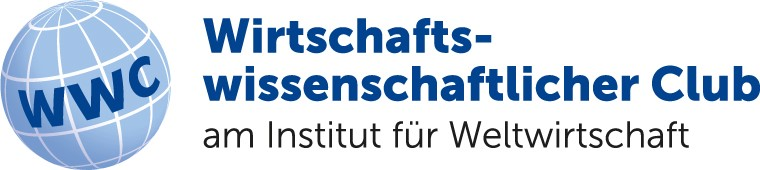 WWC
Wirtschafts-
wissenschaftlicher Club
am Institut für Weltwirtschaft